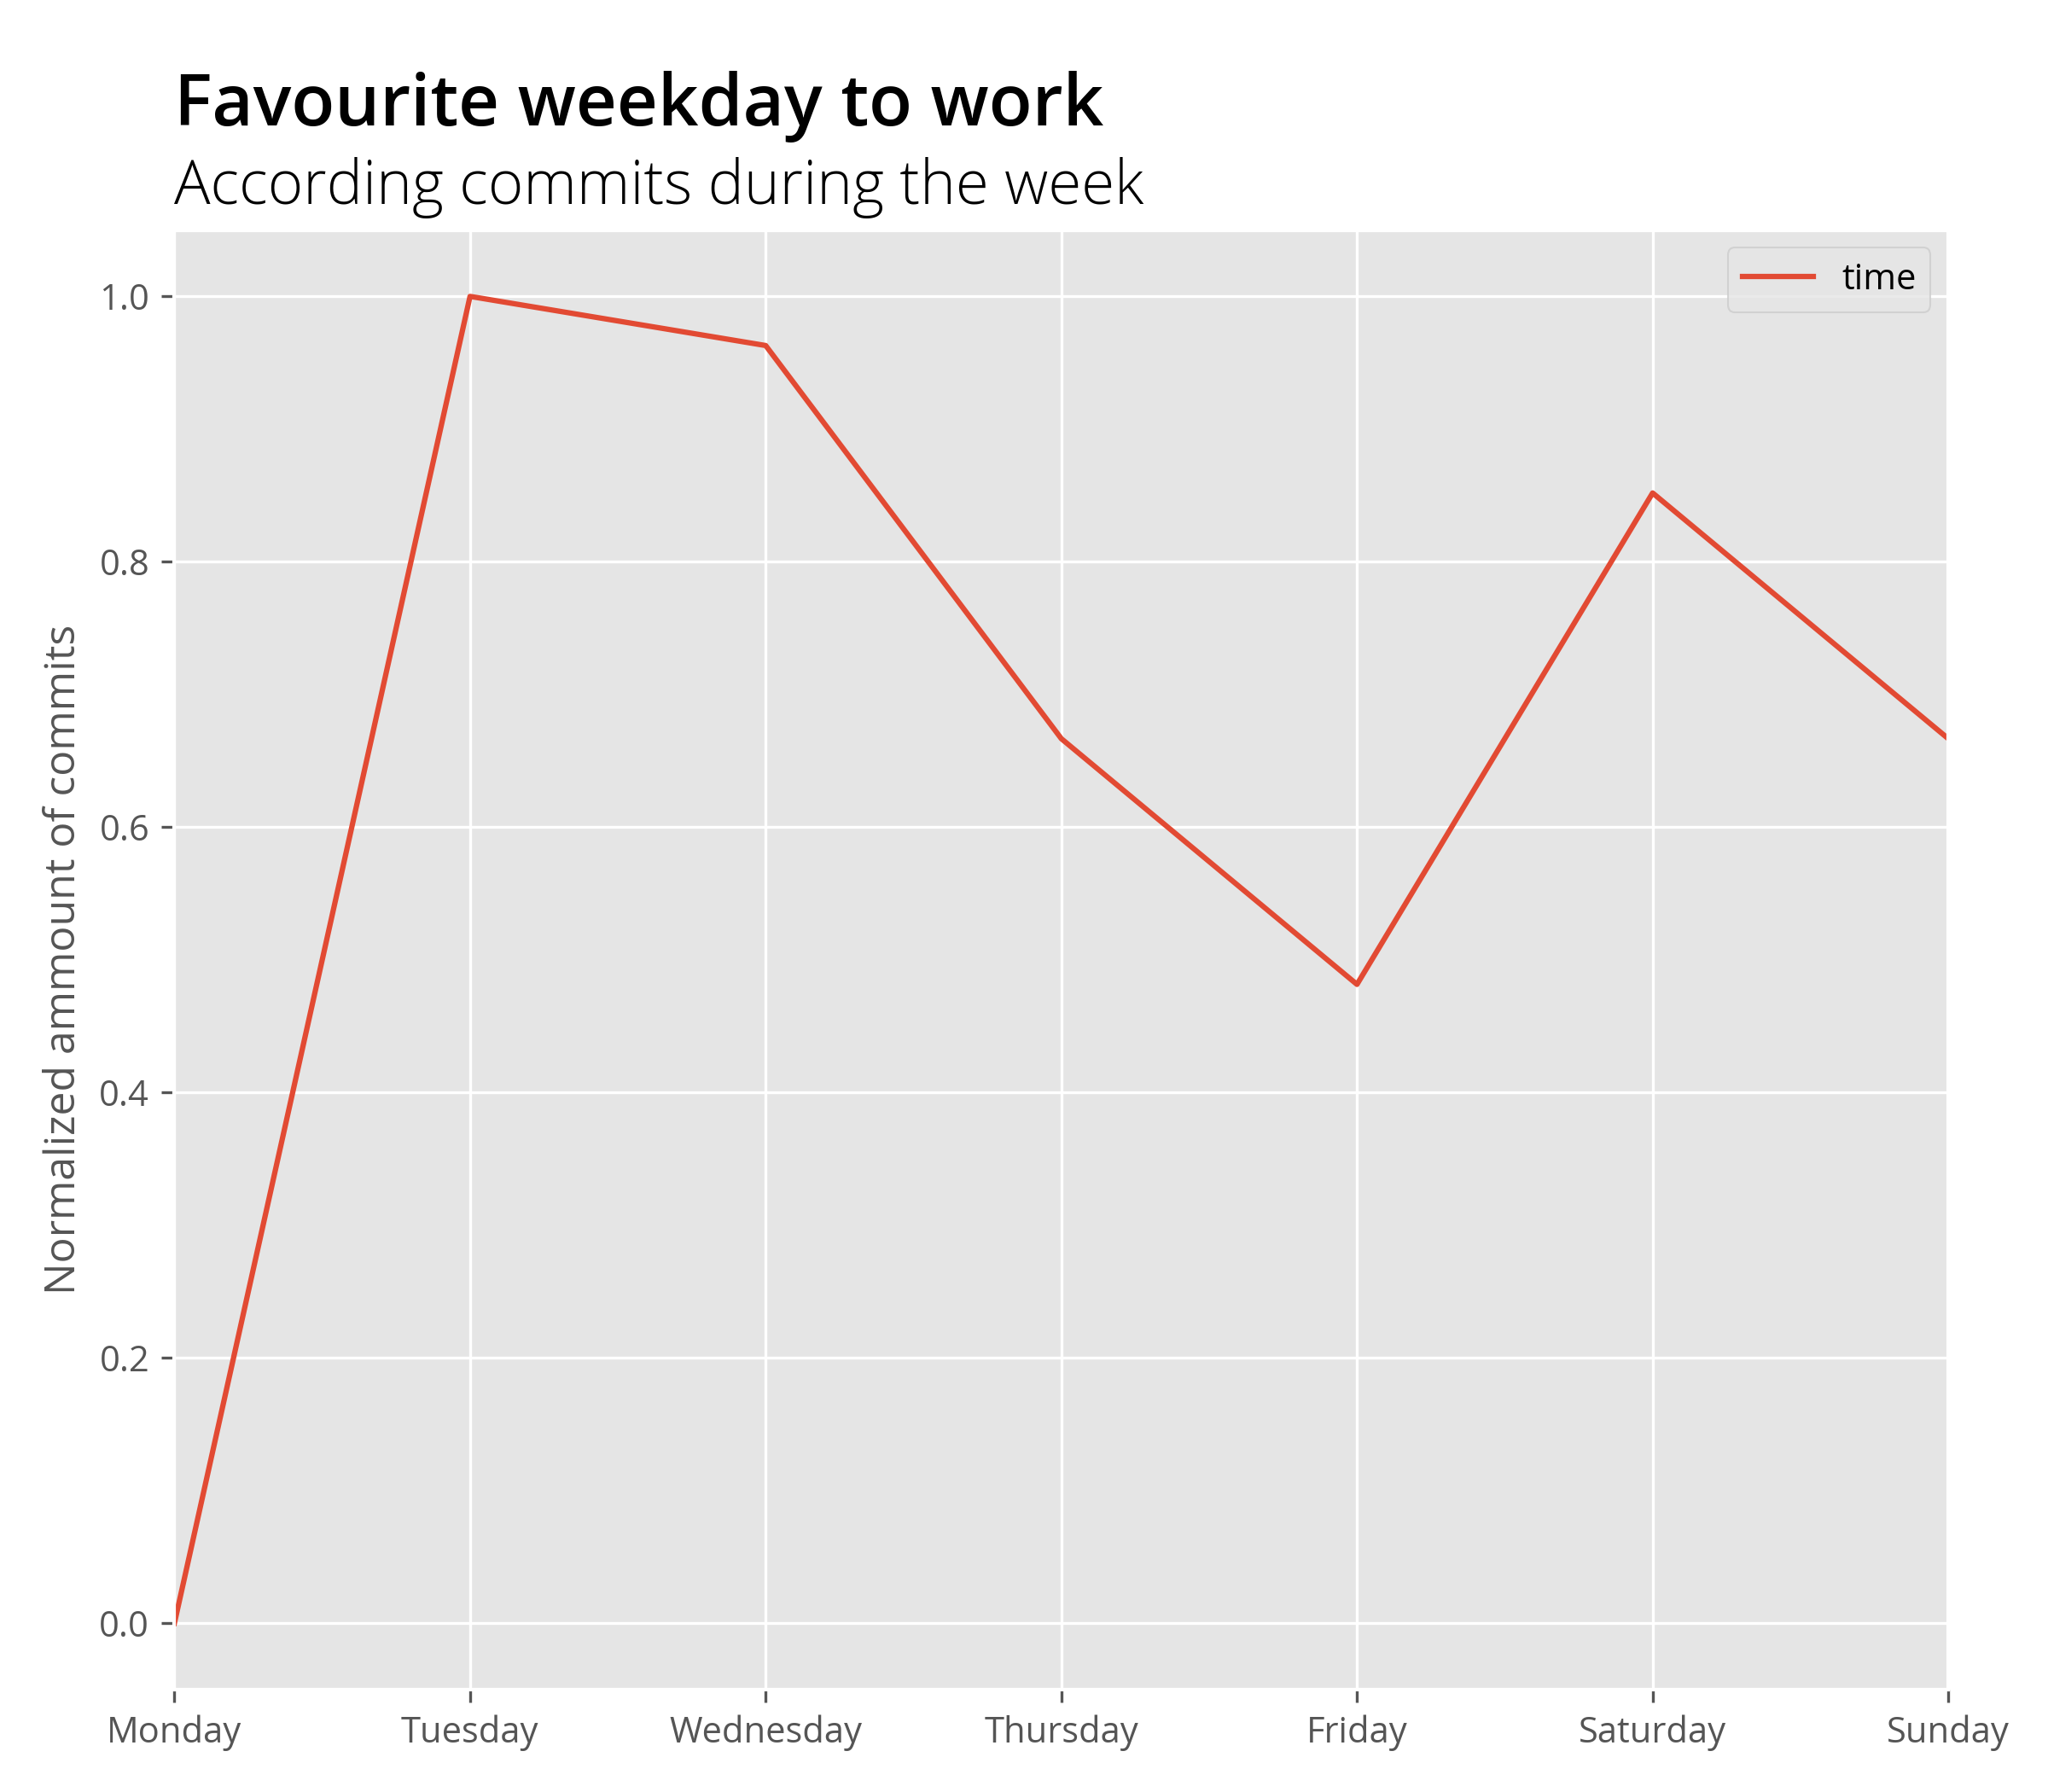 Favourite weekday to work
According commits during the week
time
Normalized ammount of commits
1.0
0.8
0.6
0.4
0.2
0.0
Monday Tuesday Wednesday Thursday Friday Saturday Sunday